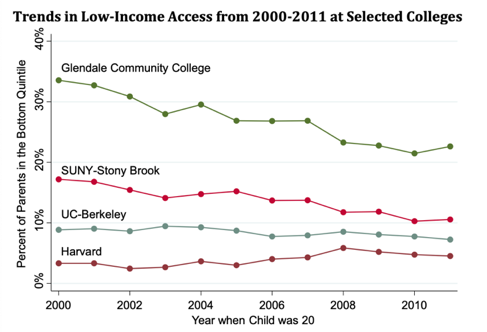 Trends in Low-Income Access from 2000-2011 at Selected Colleges
Percent of Parents in the Bottom Quintile
40%
30%
20%
10%
0%
Glendale Community College
SUNY-Stony Brook
UC-Berkeley
Harvard
2000 2002 2004 2006 2008 2010
Year when Child was 20